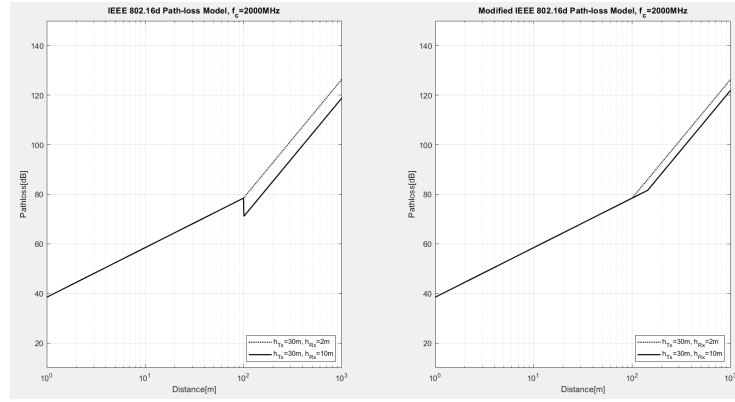 IEEE 802.16d Path-loss Model, f_c=2000MHz
140
120
100
80
60
40
20
Pathloss[dB]
10^0
10^1
10^2
10^3
Distance[m]
h_Tx=30m, h_Rx=2m
h_Tx=30m, h_Rx=10m
Modified IEEE 802.16d Path-loss Model, f_c=2000MHz
140
120
100
80
60
40
20
Pathloss[dB]
10^0
10^1
10^2
10^3
Distance[m]
h_Tx=30m, h_Rx=2m
h_Tx=30m, h_Rx=10m